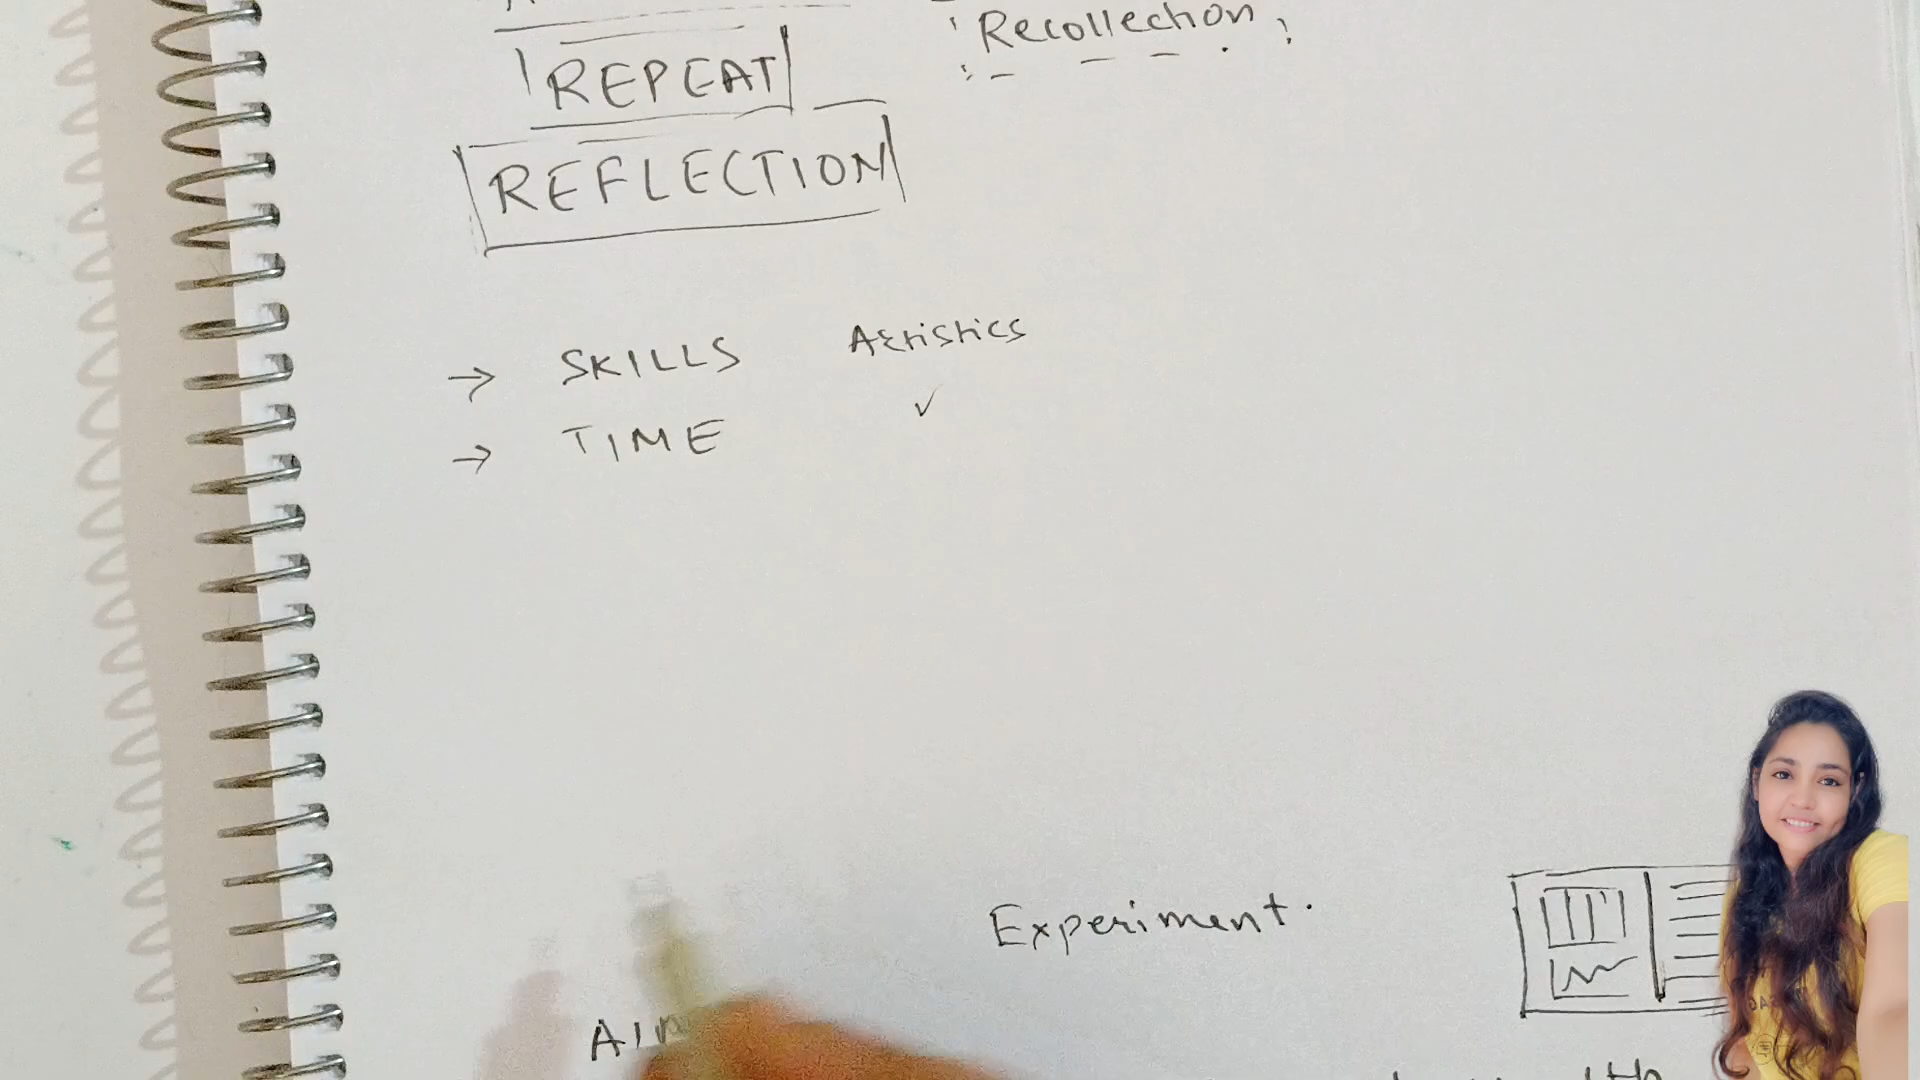 Recollection
REPEAT
REFLECTION
→ SKILLS Artistics
✓
→ TIME
Experiment.